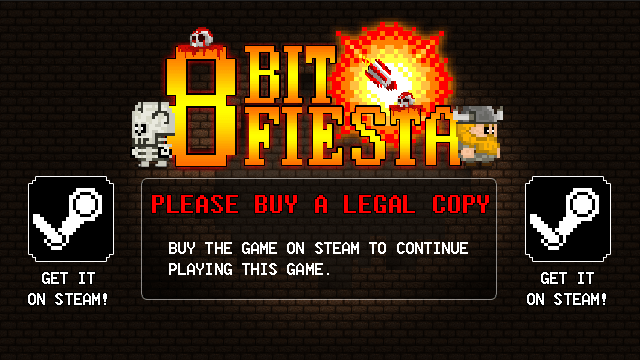 8 BIT
FIESTA
PLEASE BUY A LEGAL COPY
BUY THE GAME ON STEAM TO CONTINUE
PLAYING THIS GAME.
GET IT
ON STEAM!
GET IT
ON STEAM!